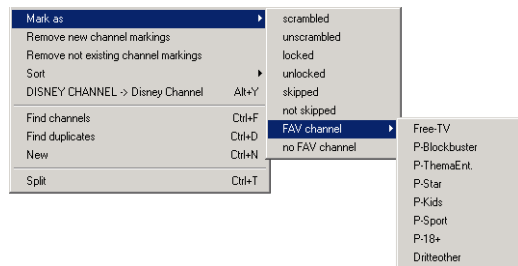 Mark as
Remove new channel markings
Remove not existing channel markings
Sort
DISNEY CHANNEL -> Disney Channel Alt+Y
Find channels Ctrl+F
Find duplicates Ctrl+D
New Ctrl+N
Split Ctrl+T
scrambled
unscrambled
locked
unlocked
skipped
not skipped
FAV channel
no FAV channel
Free-TV
P-Blockbuster
P-ThemaEnt.
P-Star
P-Kids
P-Sport
P-18+
Dritteother